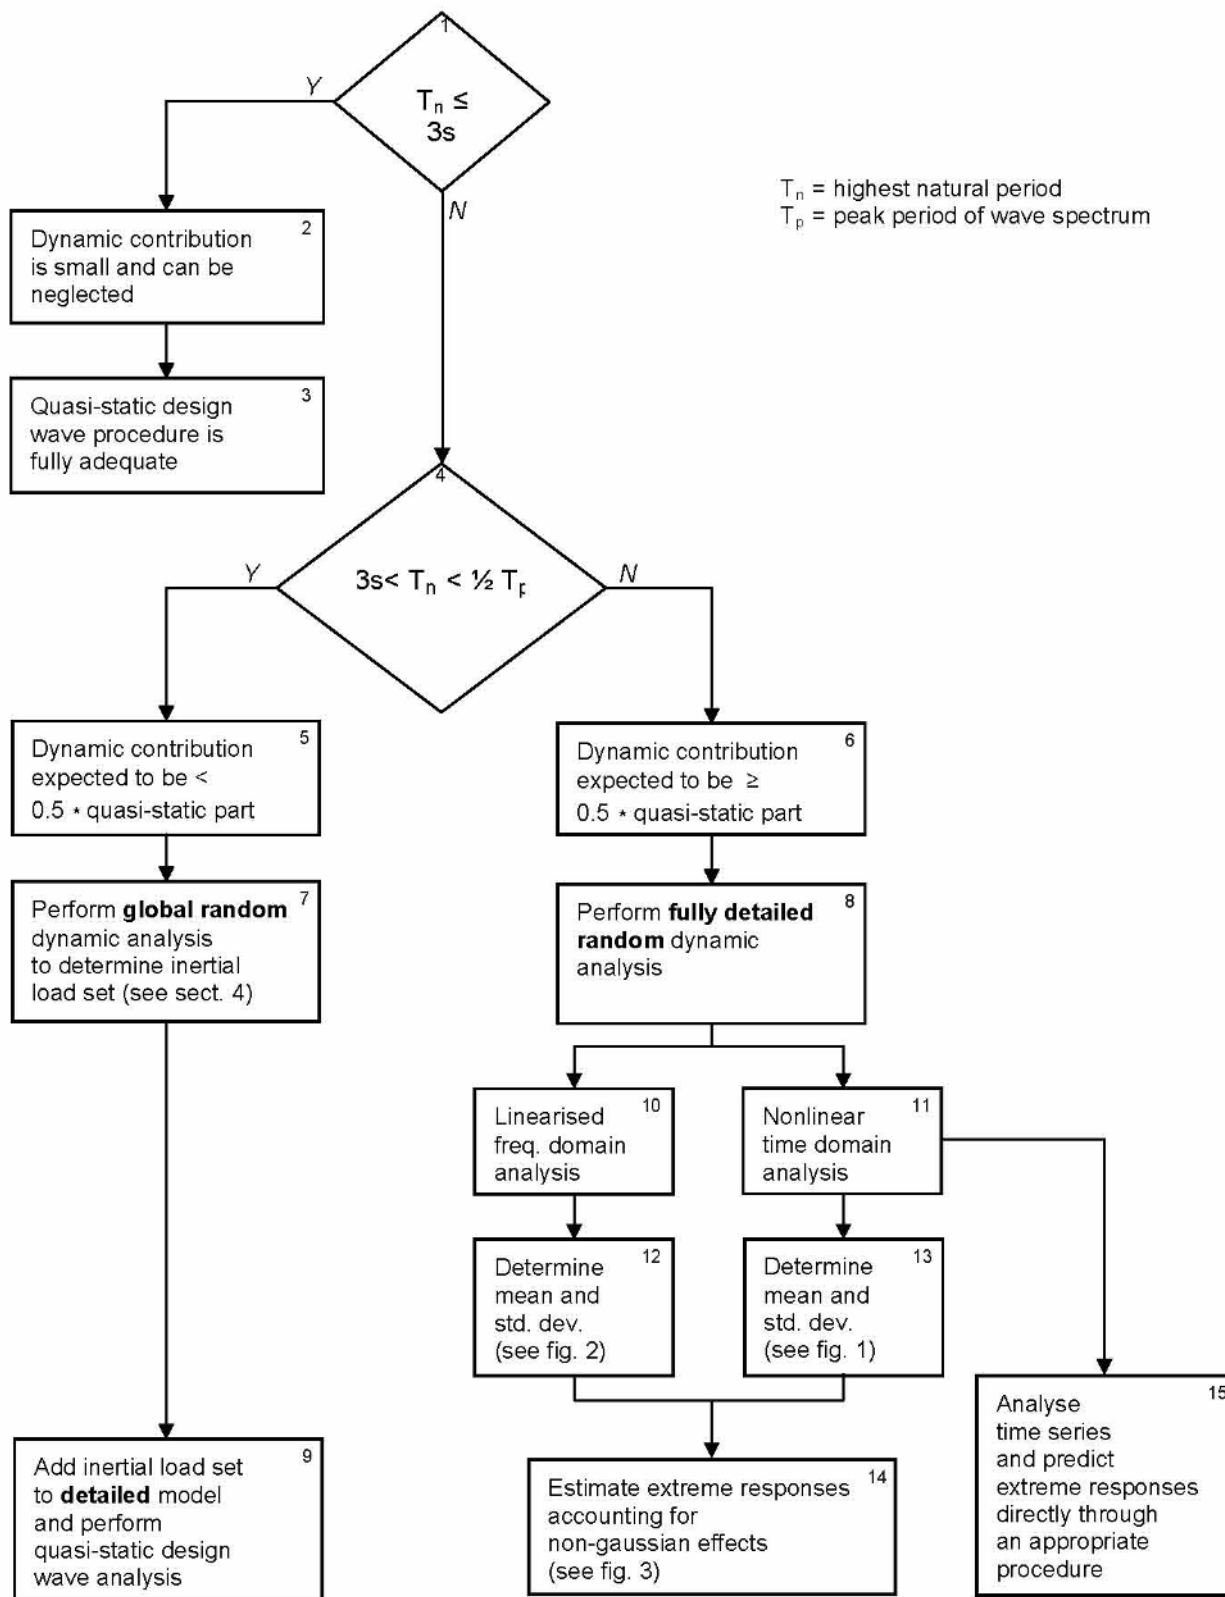 1
Y
T_n ≤
3s
N
T_n = highest natural period
T_p = peak period of wave spectrum
2
Dynamic contribution
is small and can be
neglected
3
Quasi-static design
wave procedure is
fully adequate
4
Y
3s< T_n < ½ T_p
N
5
Dynamic contribution
expected to be <
0.5 * quasi-static part
6
Dynamic contribution
expected to be ≥
0.5 * quasi-static part
7
Perform global random
dynamic analysis
to determine inertial
load set (see sect. 4)
8
Perform fully detailed
random dynamic
analysis
10
Linearised
freq. domain
analysis
11
Nonlinear
time domain
analysis
12
Determine
mean and
std. dev.
(see fig. 2)
13
Determine
mean and
std. dev.
(see fig. 1)
9
Add inertial load set
to detailed model
and perform
quasi-static design
wave analysis
14
Estimate extreme responses
accounting for
non-gaussian effects
(see fig. 3)
15
Analyse
time series
and predict
extreme responses
directly through
an appropriate
procedure